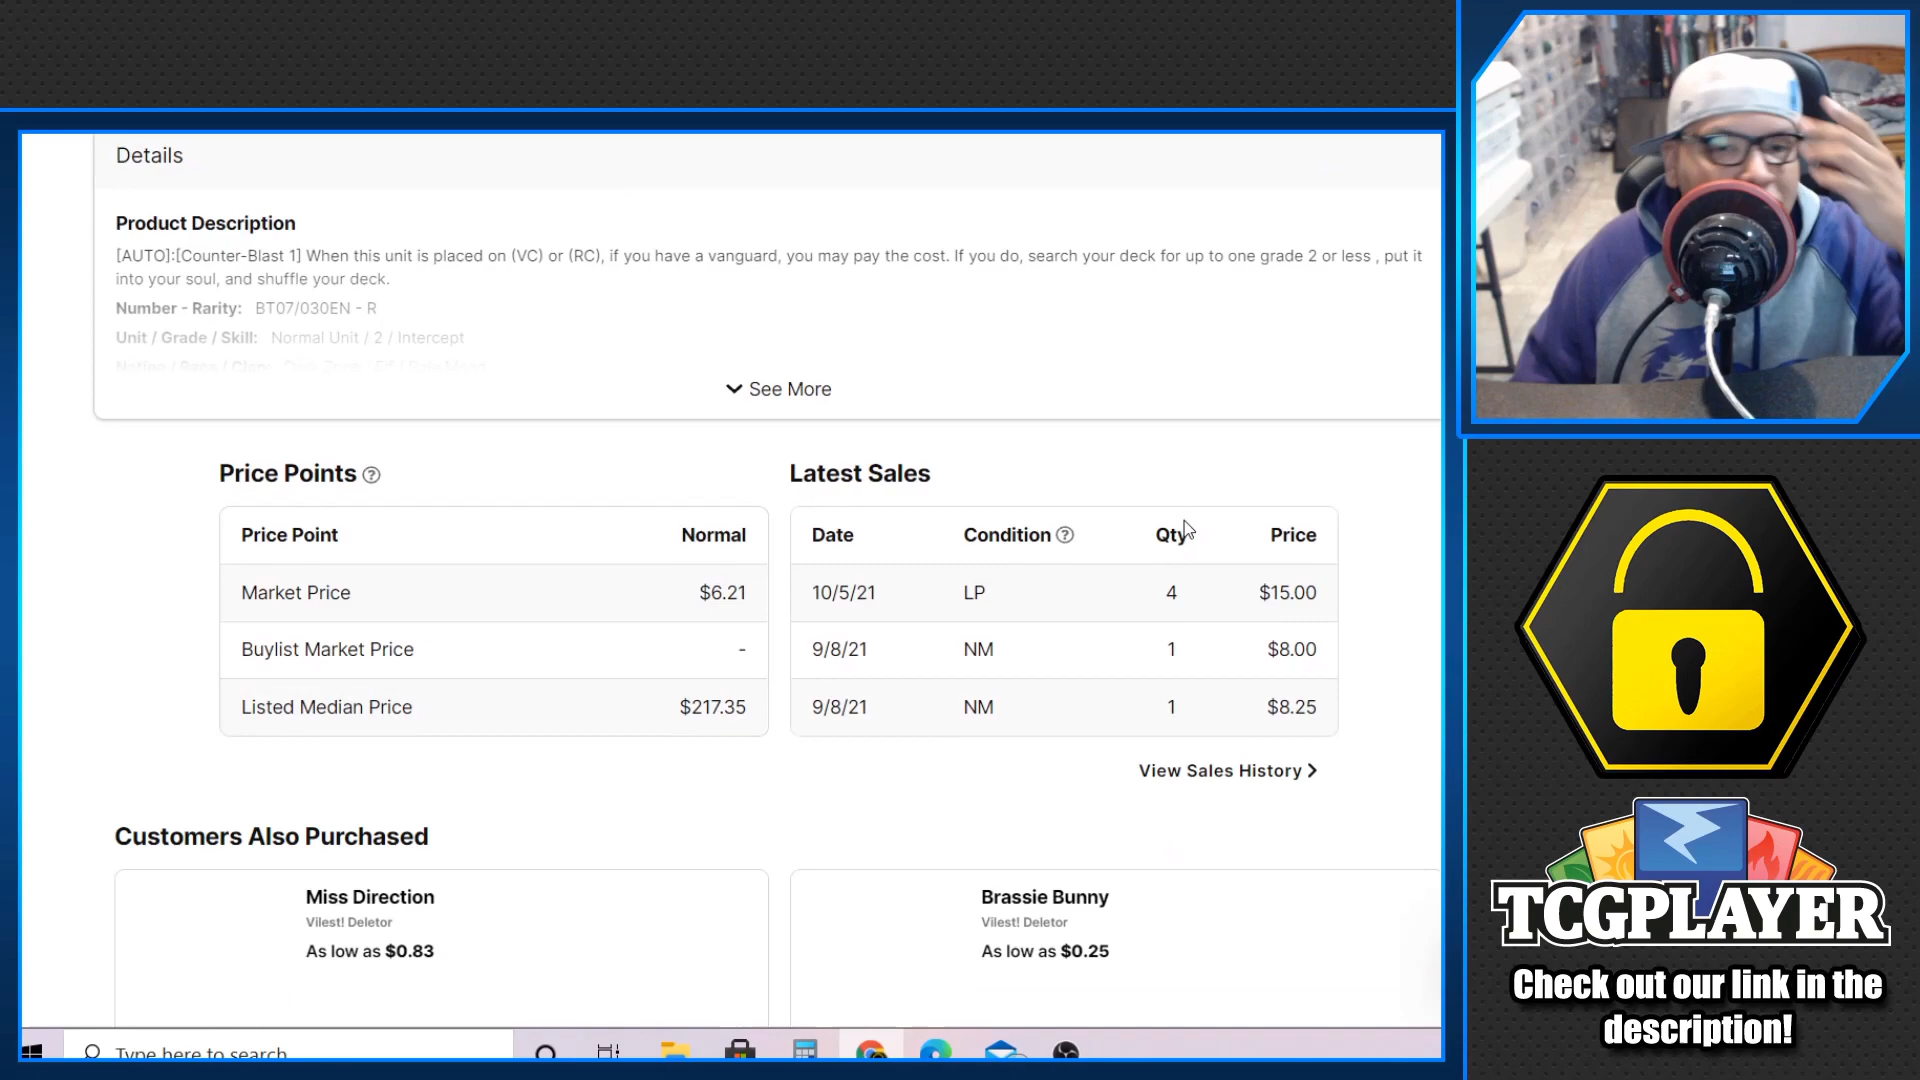 Details
Product Description
[AUTO]:[Counter-Blast 1] When this unit is placed on (VC) or (RC), if you have a vanguard, you may pay the cost. If you do, search your deck for up to one grade 2 or less , put it
into your soul, and shuffle your deck.
Number - Rarity: BT07/030EN - R
Unit / Grade / Skill: Normal Unit / 2 / Intercept
See More
Price Points
Latest Sales
Price Point Normal
Market Price $6.21
Buylist Market Price -
Listed Median Price $217.35
Date Condition Qty Price
10/5/21 LP 4 $15.00
9/8/21 NM 1 $8.00
9/8/21 NM 1 $8.25
View Sales History
Customers Also Purchased
Miss Direction
Vilest! Deletor
As low as $0.83
Brassie Bunny
Vilest! Deletor
As low as $0.25
Type here to search
TCGPLAYER
Check out our link in the
description!